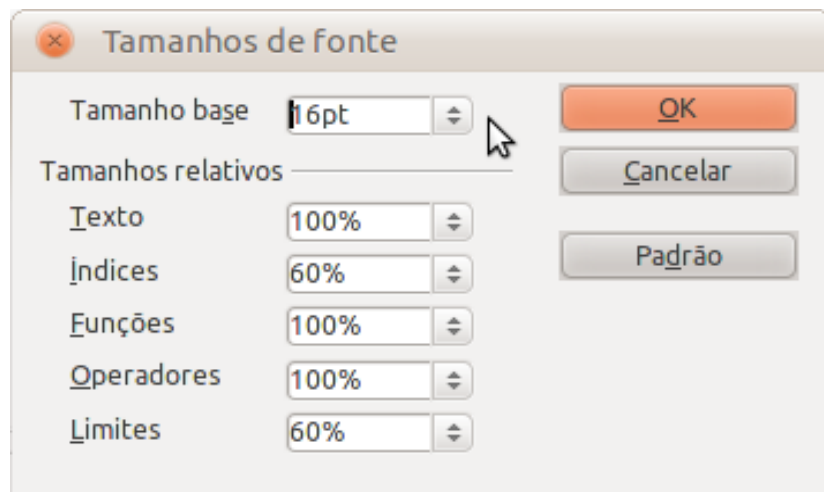 Tamanhos de fonte
Tamanho base 16pt OK
Tamanhos relativos Cancelar
Texto 100%
Índices 60% Padrão
Funções 100%
Operadores 100%
Limites 60%